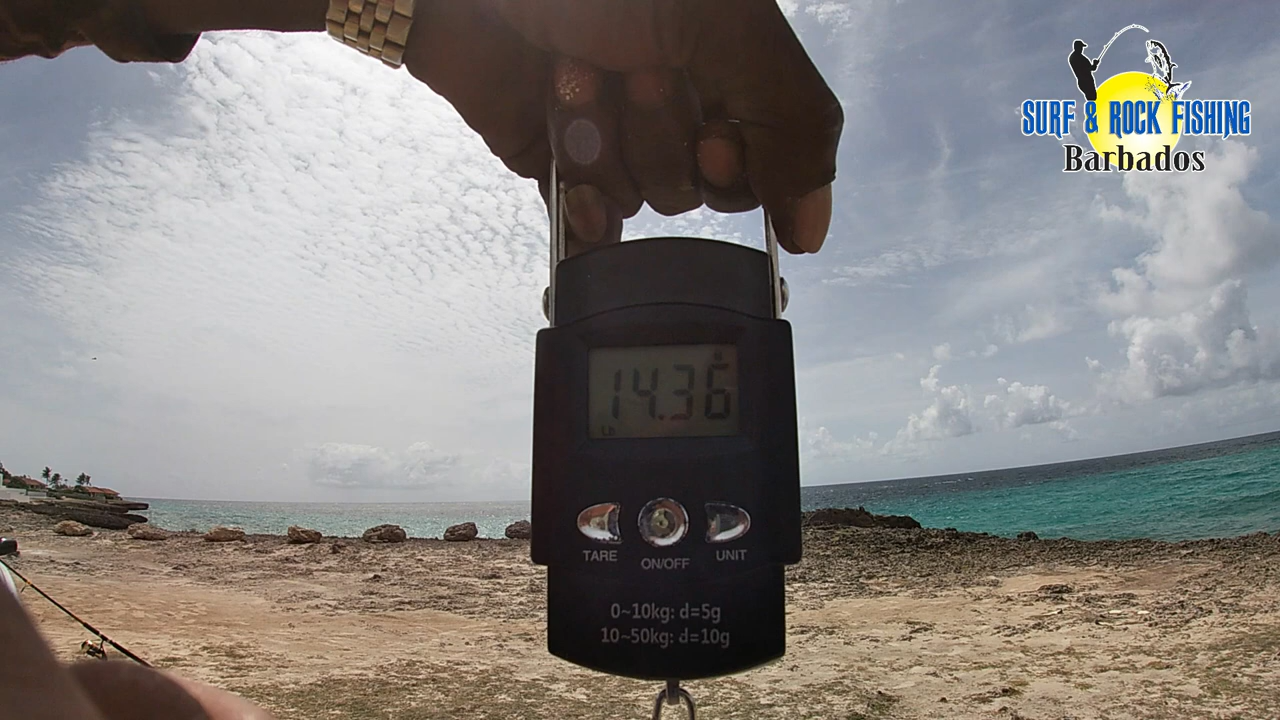 SURF & ROCK FISHING
Barbados
14.36
Lb
TARE ON/OFF UNIT
0~10kg: d=5g
10~50kg: d=10g